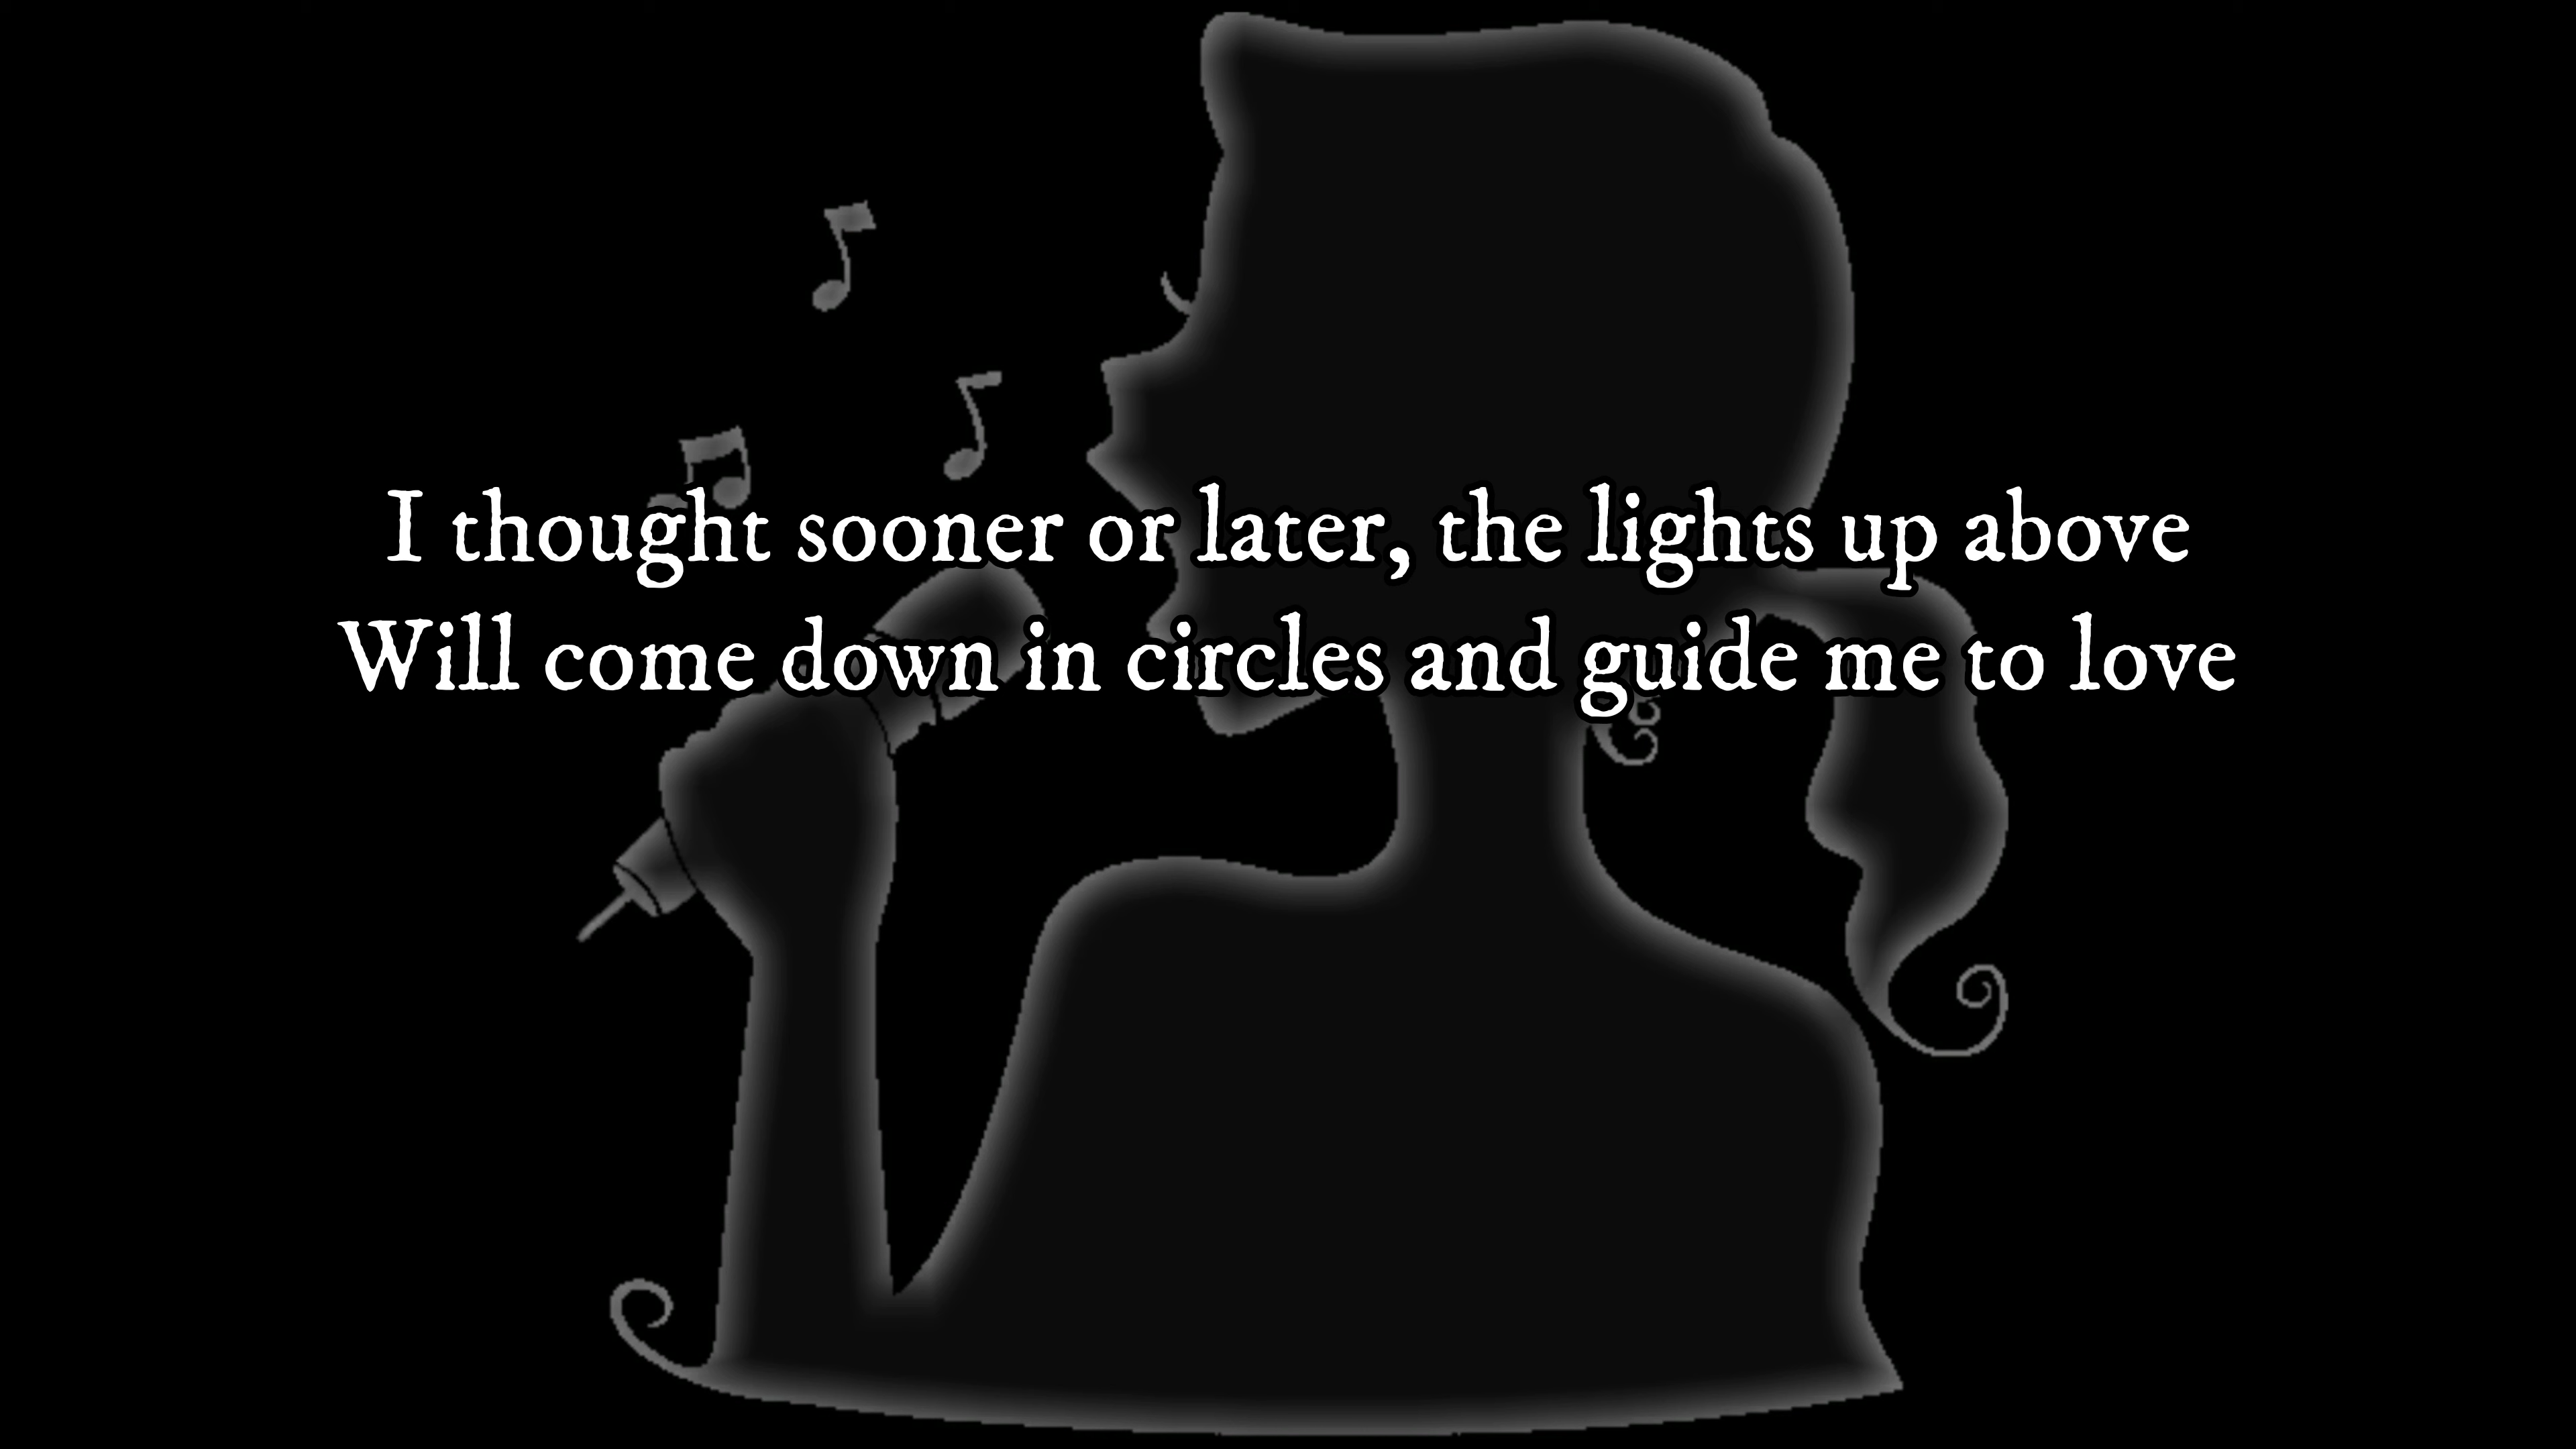 I thought sooner or later, the lights up above
Will come down in circles and guide me to love